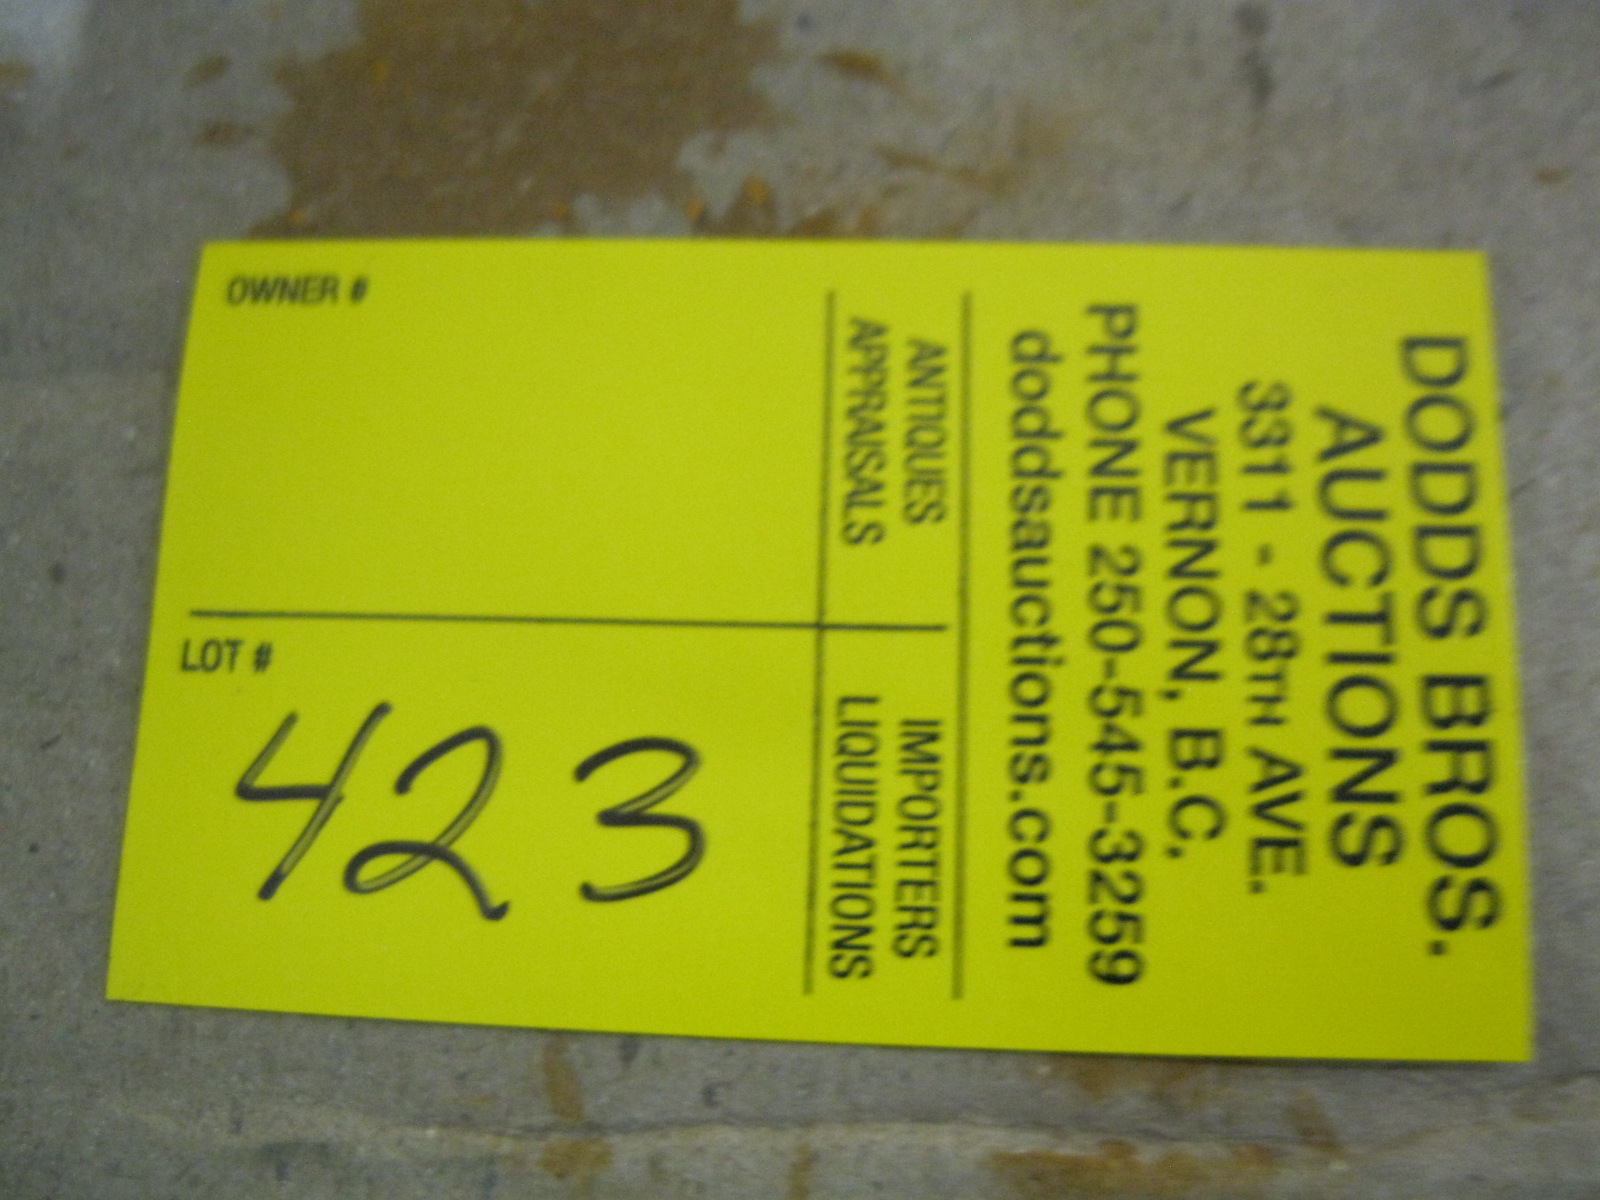 DODDS BROS.
AUCTIONS
3311 - 28TH AVE.
VERNON, B.C.
PHONE 250-545-3259
doddsauctions.com
ANTIQUES
APPRAISALS
IMPORTERS
LIQUIDATIONS
OWNER #
LOT #
423